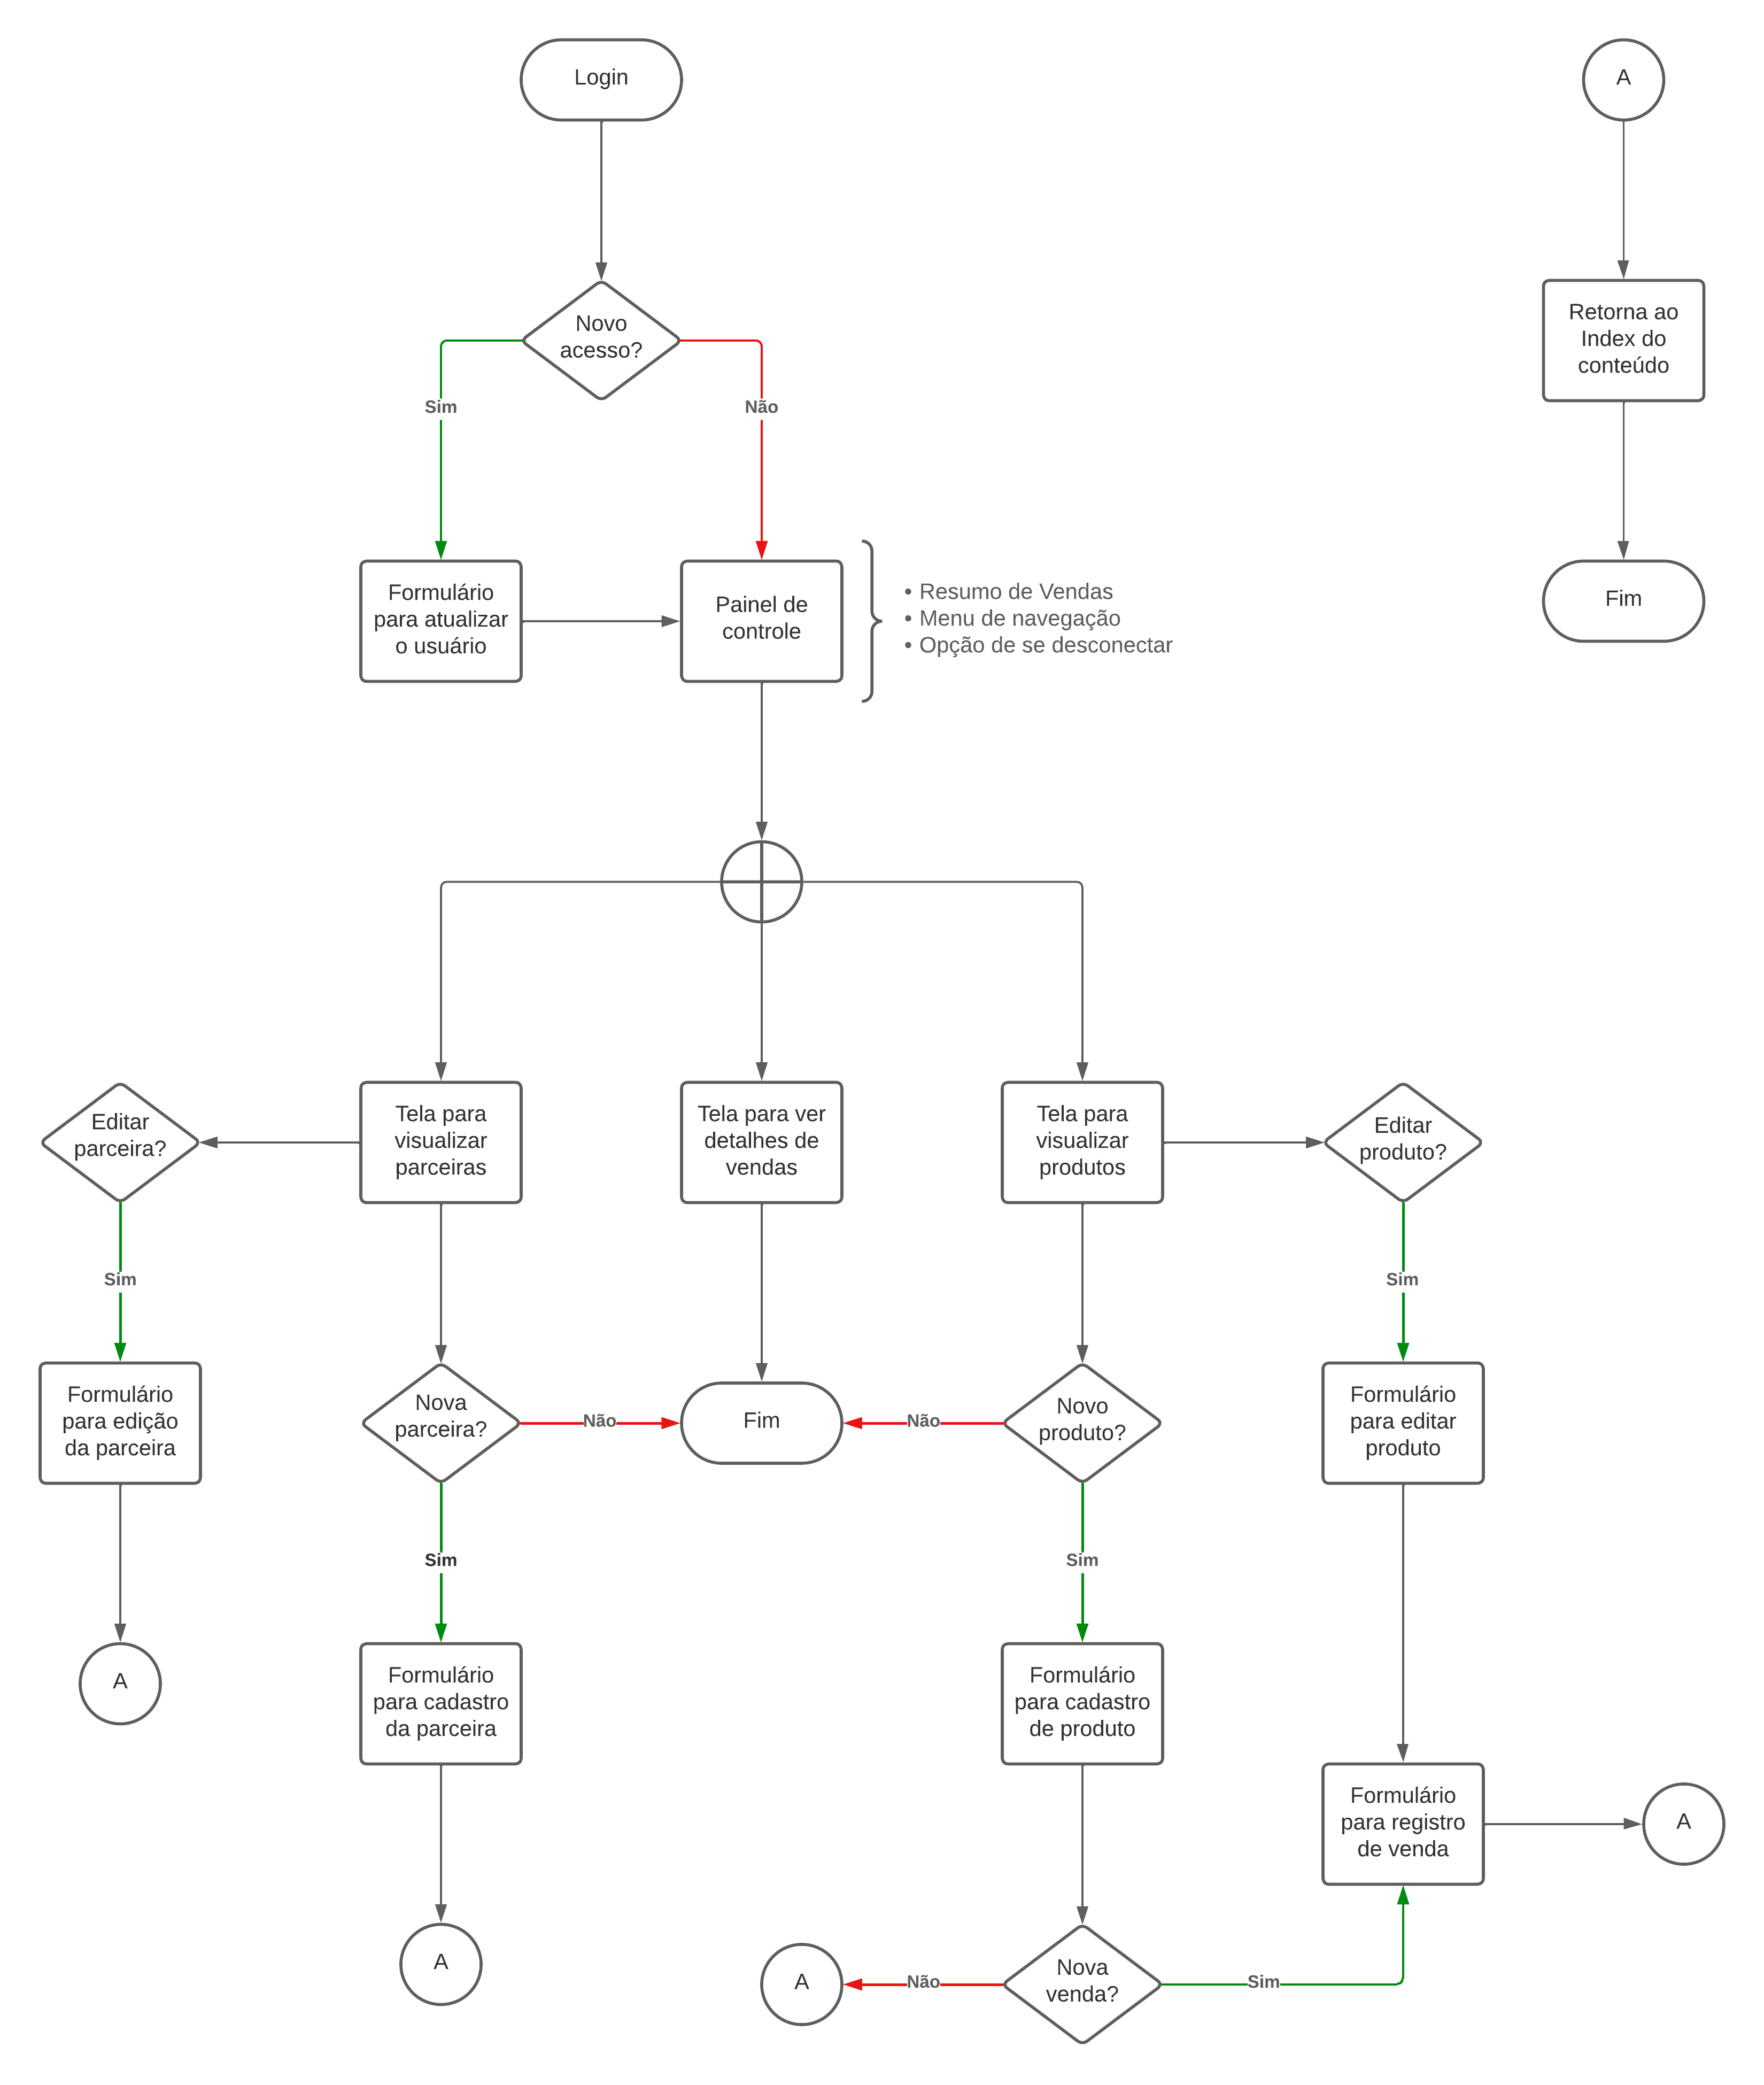 Login
A
Novo
acesso?
Retorna ao
Index do
conteúdo
Sim
Não
Formulário
para atualizar
o usuário
Painel de
controle
• Resumo de Vendas
• Menu de navegação
• Opção de se desconectar
Fim
Editar
parceira?
Tela para
visualizar
parceiras
Tela para ver
detalhes de
vendas
Tela para
visualizar
produtos
Editar
produto?
Sim
Sim
Formulário
para edição
da parceira
Nova
parceira?
Não
Fim
Não
Novo
produto?
Formulário
para editar
produto
Sim
Sim
A
Formulário
para cadastro
da parceira
Formulário
para cadastro
de produto
Formulário
para registro
de venda
A
A
A
Não
Nova
venda?
Sim